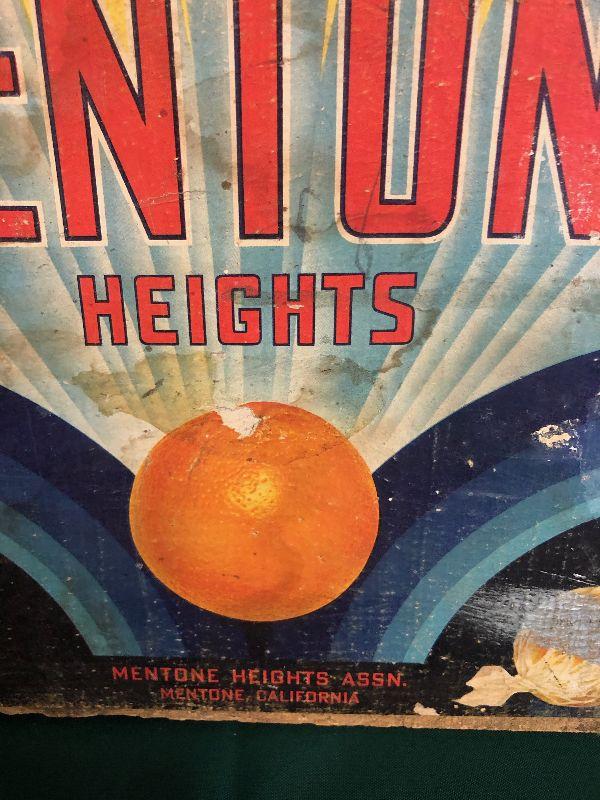 ENTON
HEIGHTS
MENTONE HEIGHTS ASSN.
MENTONE, CALIFORNIA